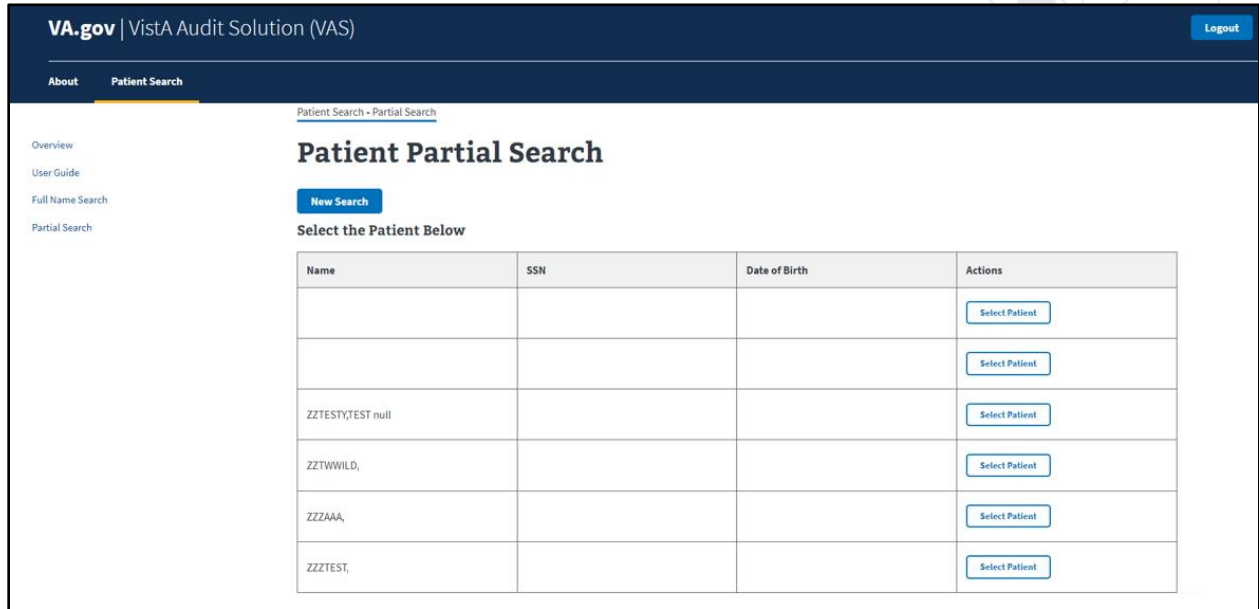 VA.gov | VistA Audit Solution (VAS)
Logout
About Patient Search
Patient Search - Partial Search
Overview
User Guide
Full Name Search
Partial Search
Patient Partial Search
New Search
Select the Patient Below
Name SSN Date of Birth Actions
Select Patient
Select Patient
ZZTESTY,TEST null Select Patient
ZZTWWILD, Select Patient
ZZZAAA, Select Patient
ZZZTEST, Select Patient